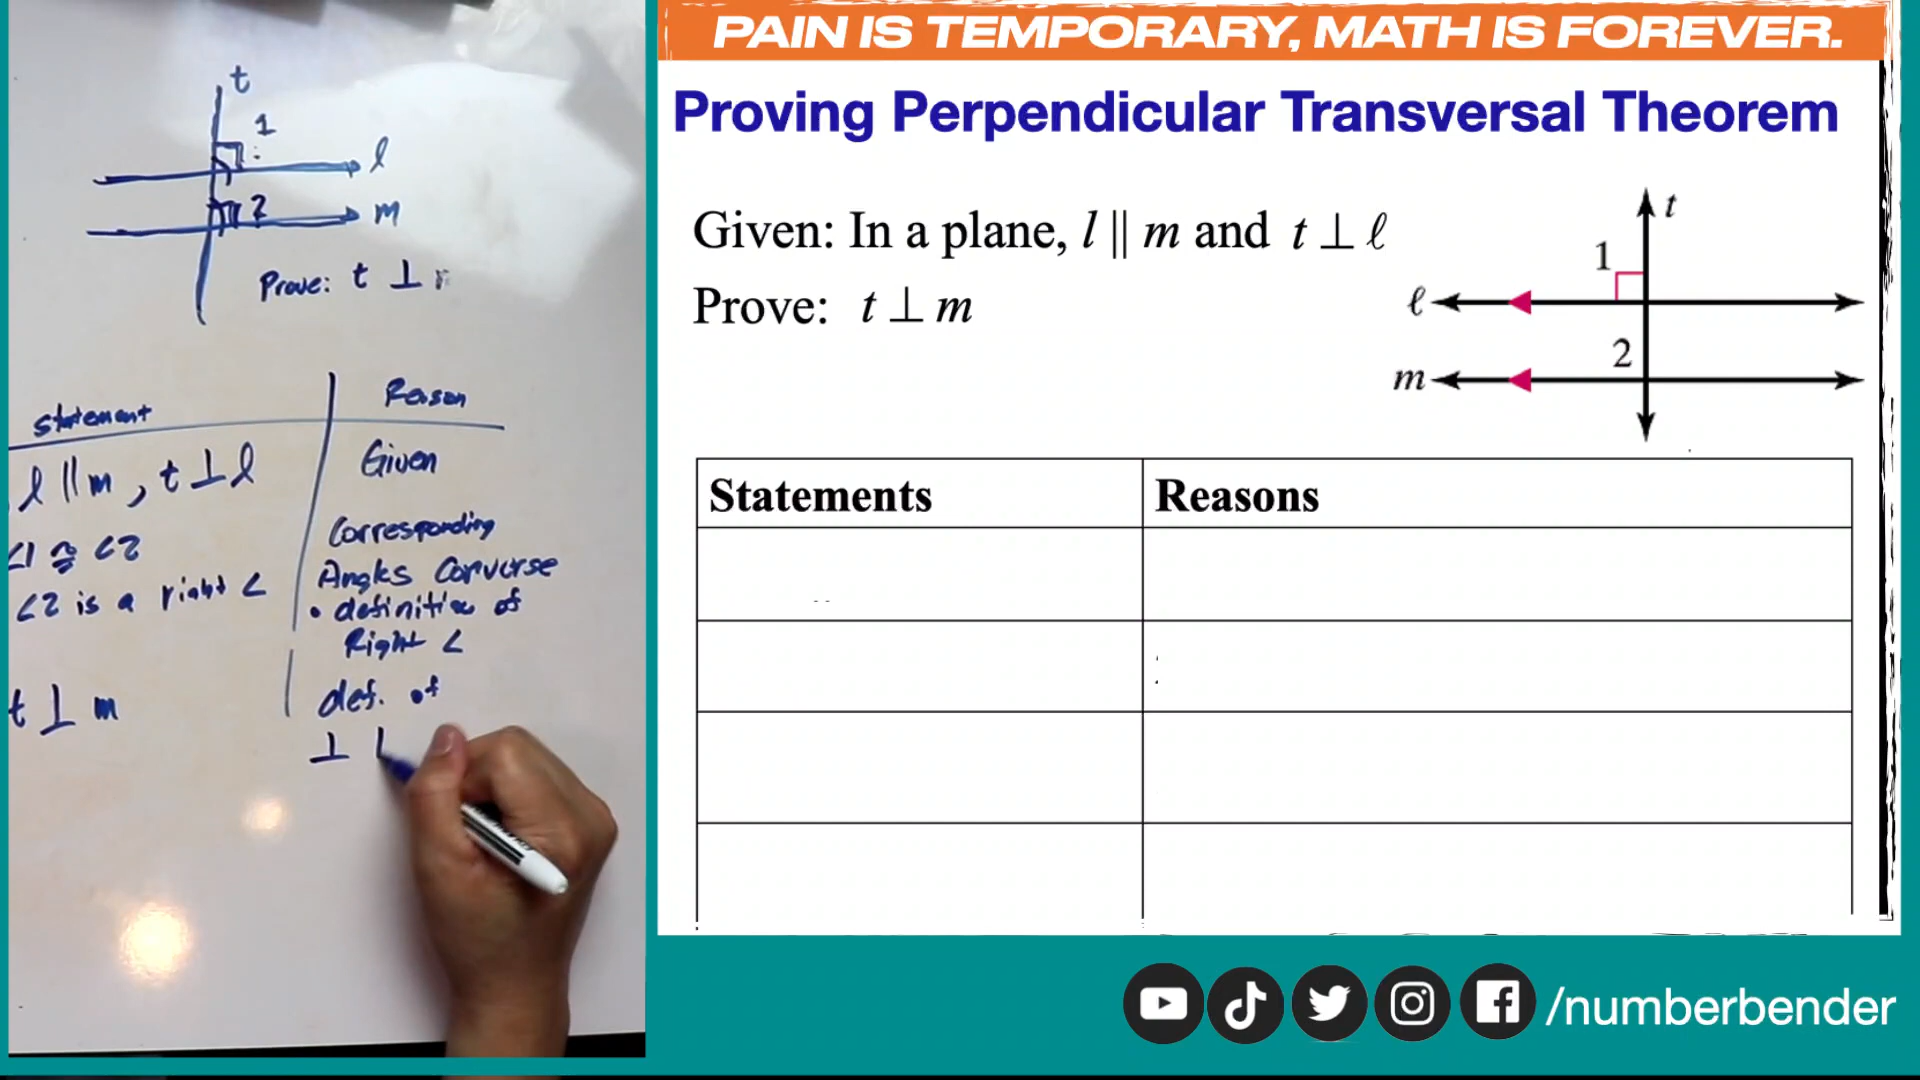 t
1
l
2
m
Prove: t ⊥
Statement Reason
l || m, t ⊥ l Given
<1 ≅ <2 Corresponding
Angles Converse
<2 is a right < • definition of
Right <
t ⊥ m def. of
⊥
PAIN IS TEMPORARY, MATH IS FOREVER.
Proving Perpendicular Transversal Theorem
Given: In a plane, l || m and t ⊥ ℓ
Prove: t ⊥ m
t
1
ℓ
2
m
Statements Reasons
/numberbender